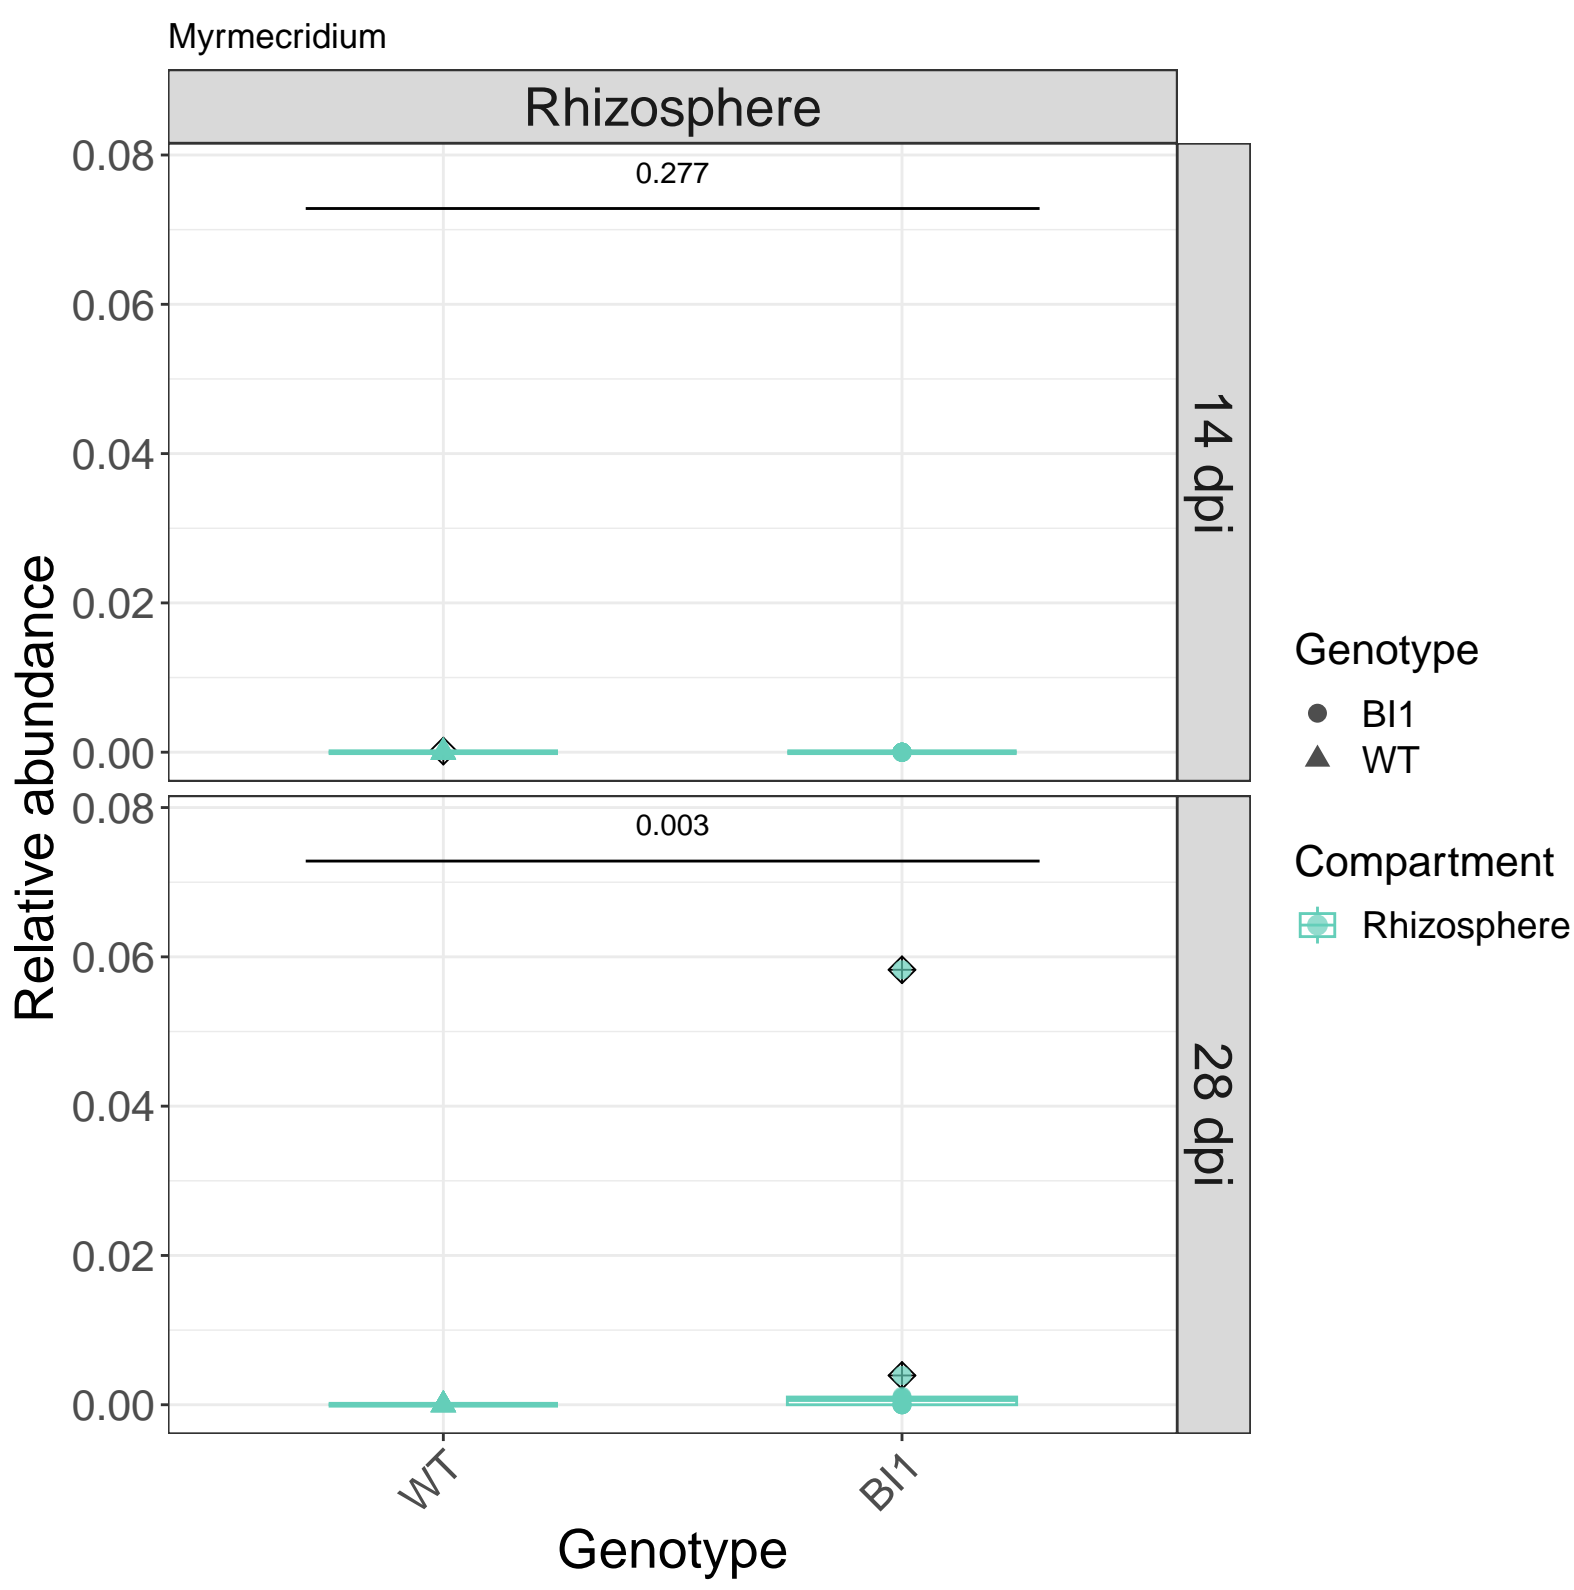 Myrmecridium
Rhizosphere
0.08
0.277
0.06
0.04
0.02
0.00
14 dpi
0.08
0.003
0.06
0.04
0.02
0.00
28 dpi
Relative abundance
WT
BI1
Genotype
Genotype
BI1
WT
Compartment
Rhizosphere